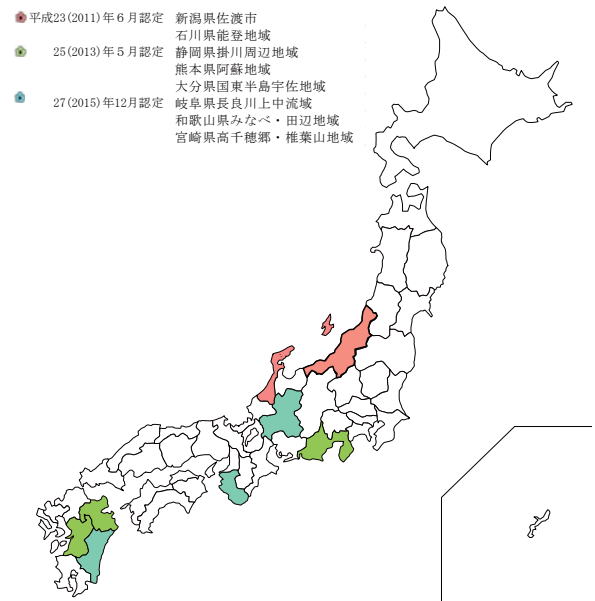 平成23(2011)年6月認定 新潟県佐渡市
石川県能登地域
25(2013)年5月認定 静岡県掛川周辺地域
熊本県阿蘇地域
大分県国東半島宇佐地域
27(2015)年12月認定 岐阜県長良川上中流域
和歌山県みなべ・田辺地域
宮崎県高千穂郷・椎葉山地域